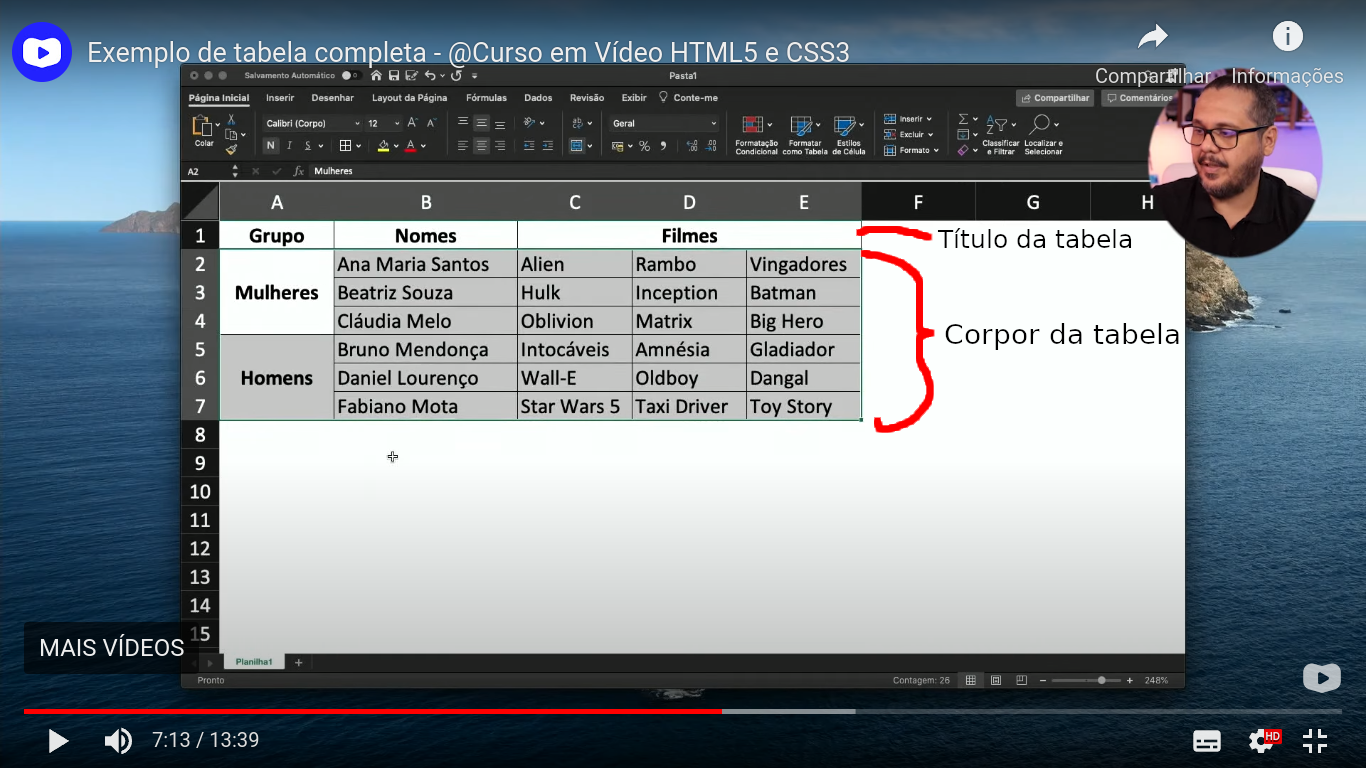 Exemplo de tabela completa - @Curso em Vídeo HTML5 e CSS3
Compartilhar
Informações
Salvamento Automático
Pasta1
Página Inicial Inserir Desenhar Layout da Página Fórmulas Dados Revisão Exibir Conte-me
Compartilhar Comentários
Colar
Calibri (Corpo) 12 A A
N I S A
Geral
%
Formatação Condicional
Formatar como Tabela
Estilos de Célula
Inserir
Excluir
Formato
Classificar e Filtrar
Localizar e Selecionar
A2 fx Mulheres
A B C D E F G H
1 Grupo Nomes Filmes Título da tabela
2 Ana Maria Santos Alien Rambo Vingadores
3 Mulheres Beatriz Souza Hulk Inception Batman
4 Cláudia Melo Oblivion Matrix Big Hero
Corpor da tabela
5 Bruno Mendonça Intocáveis Amnésia Gladiador
6 Homens Daniel Lourenço Wall-E Oldboy Dangal
7 Fabiano Mota Star Wars 5 Taxi Driver Toy Story
8
9
10
11
12
13
14
15
MAIS VÍDEOS
Planilha1 +
Pronto Contagem: 26 248%
7:13 / 13:39
HD